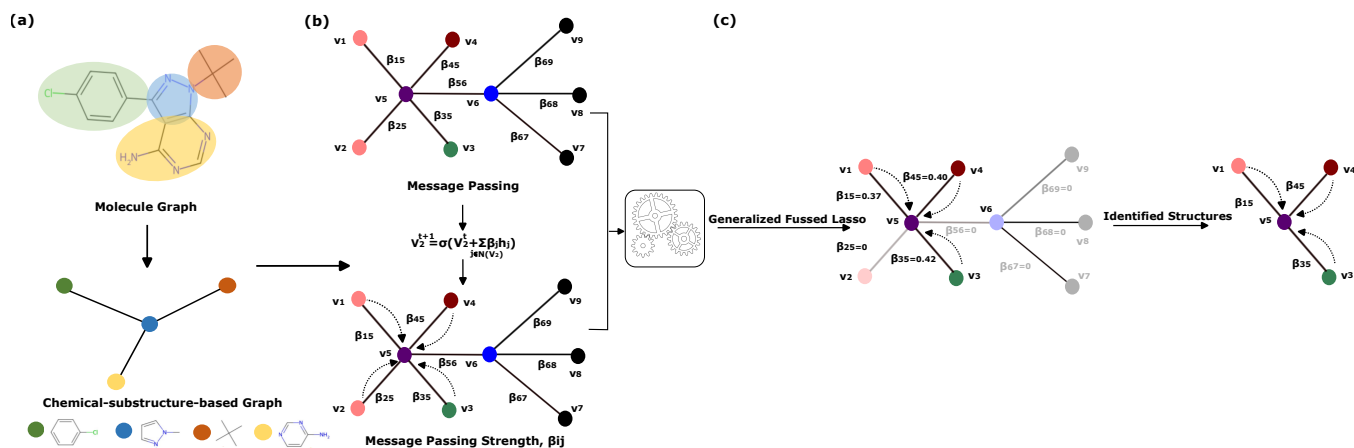 (a)
Cl
N
N
N
N
H₂N
Molecule Graph
Chemical-substructure-based Graph
Cl
N
N
N
N
NH₂
(b)
v1
v4
v9
β15
β45
β69
v5
β56
v6
β68
v8
β25
β35
β67
v2
v3
v7
Message Passing
V₂^{t+1}=σ(V₂^{t}+Σβⱼhⱼ)
j∈N(V₂)
v1
v4
v9
β15
β45
β69
v5
β56
v6
β68
v8
β25
β35
β67
v2
v3
v7
Message Passing Strength, βij
(c)
Generalized Fussed Lasso
v1
v4
v9
β15=0.37
β45=0.40
β69=0
v5
v6
β56=0
β68=0
v8
β25=0
β35=0.42
β67=0
v2
v3
v7
Identified Structures
v1
v4
β15
β45
v5
β35
v3